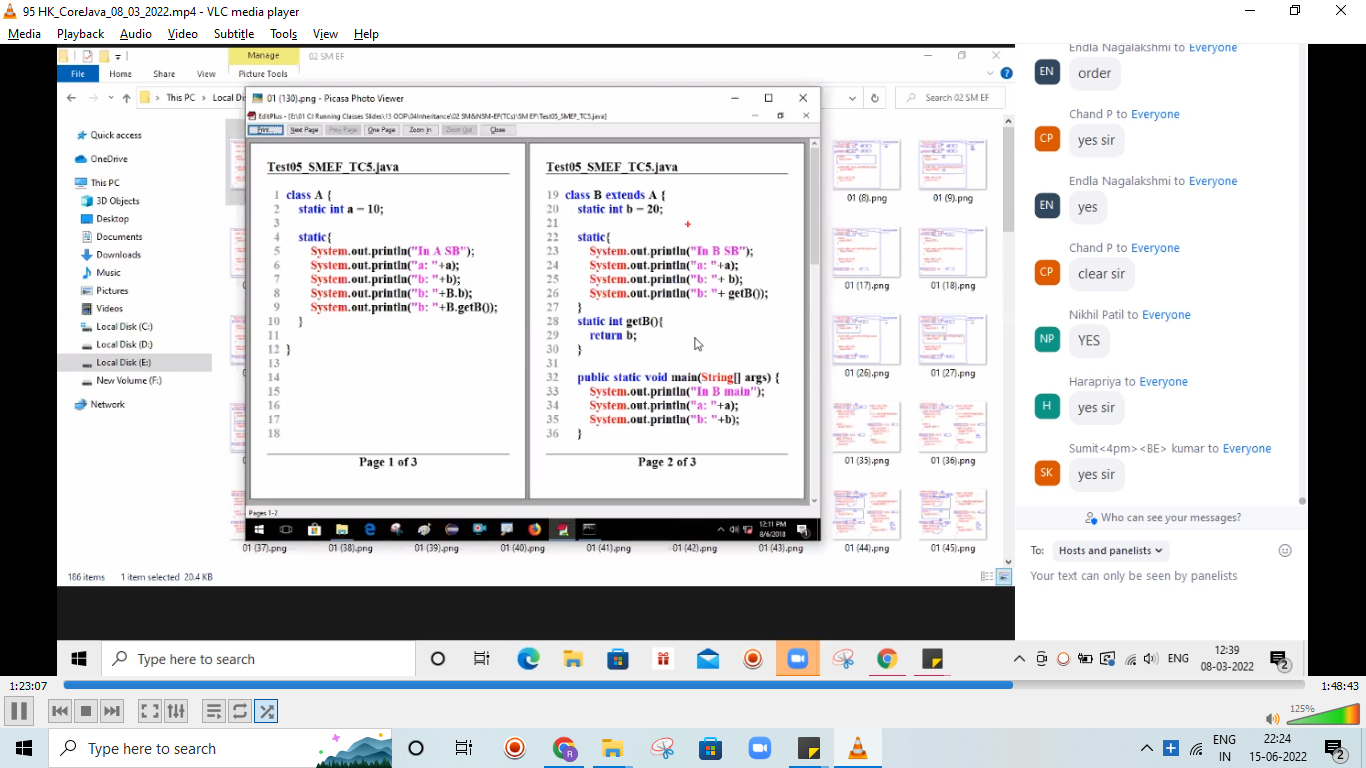 95 HK_CoreJava_08_03_2022.mp4 - VLC media player
Media Playback Audio Video Subtitle Tools View Help
Manage 02 SM EF
File Home Share View Picture Tools
This PC Local Di Search 02 SM EF
01 (130).png - Picasa Photo Viewer
EditPlus - [E:\01 CJ Running Classes Slides\13 OOP\04Inheritance\02 SM&NSM-EF(TCs)\SM EF\Test05_SMEF_TC5.java]
Print... Next Page Prev Page One Page Zoom In Zoom Out Close
Quick access
OneDrive
This PC
3D Objects
Desktop
Documents
Downloads
Music
Pictures
Videos
Local Disk (C:)
Local Disk (D:)
Local Disk (E:)
New Volume (F:)
Network
Test05_SMEF_TC5.java
1 class A {
2 static int a = 10;
3
4 static{
5 System.out.println("In A SB");
6 System.out.println("a: "+a);
7 System.out.println("b: "+b);
8 System.out.println("b: "+B.b);
9 System.out.println("b: "+B.getB());
10 }
11
12 }
13
14
15
16
17
18
Page 1 of 3
Test05_SMEF_TC5.java
19 class B extends A {
20 static int b = 20;
21
22 static{
23 System.out.println("In B SB");
24 System.out.println("a: "+a);
25 System.out.println("b: "+ b);
26 System.out.println("b: "+ getB());
27 }
28 static int getB(){
29 return b;
30 }
31
32 public static void main(String[] args) {
33 System.out.println("In B main");
34 System.out.println("a: "+a);
35 System.out.println("b: "+b);
36 }
Page 2 of 3
Pages 1-2
12:11 PM
8/6/2018
01 (8).png 01 (9).png
01 (17).png 01 (18).png
01 (26).png 01 (27).png
01 (35).png 01 (36).png
01 (37).png 01 (38).png 01 (39).png 01 (40).png 01 (41).png 01 (42).png 01 (43).png 01 (44).png 01 (45).png
186 items 1 item selected 20.4 KB
Endla Nagalakshmi to Everyone
EN order
Chand P to Everyone
CP yes sir
Endla Nagalakshmi to Everyone
EN yes
Chand P to Everyone
CP clear sir
Nikhil Patil to Everyone
NP YES
Harapriya to Everyone
H yes sir
Sumit<4pm><BE> kumar to Everyone
SK yes sir
Who can see your messages?
To: Hosts and panelists
Your text can only be seen by panelists
Type here to search
ENG
12:39
08-03-2022
2
1:23:07 1:48:43
125%
Type here to search
ENG
IN
22:24
15-06-2022
2